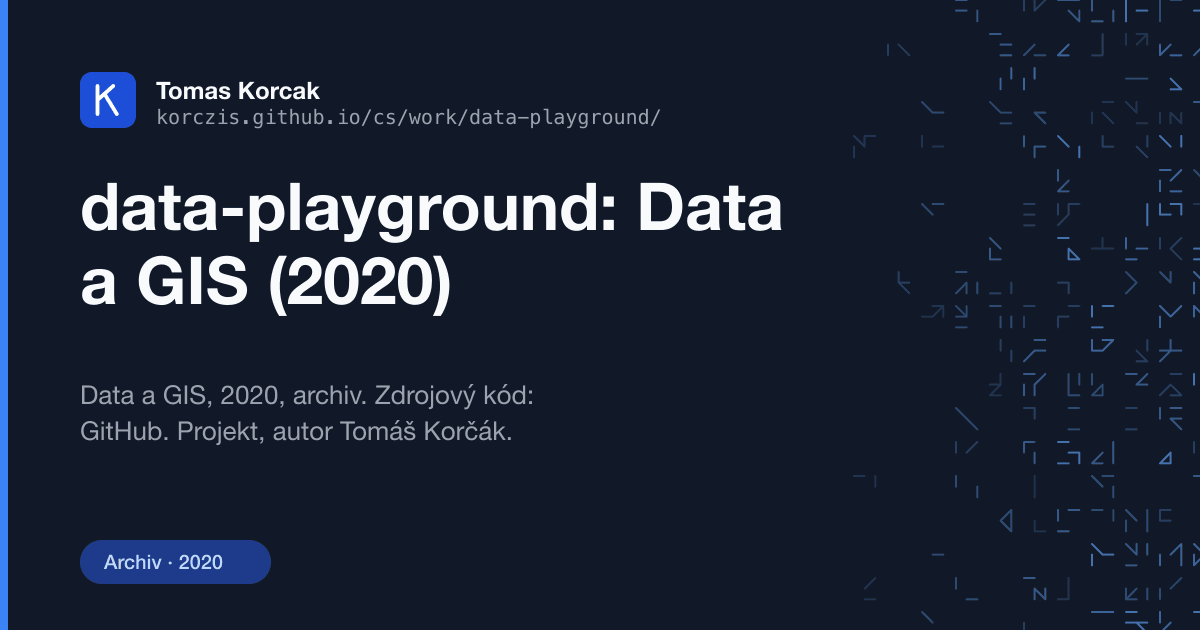 K
Tomas Korcak
korczis.github.io/cs/work/data-playground/
data-playground: Data
a GIS (2020)
Data a GIS, 2020, archiv. Zdrojový kód:
GitHub. Projekt, autor Tomáš Korčák.
Archiv · 2020